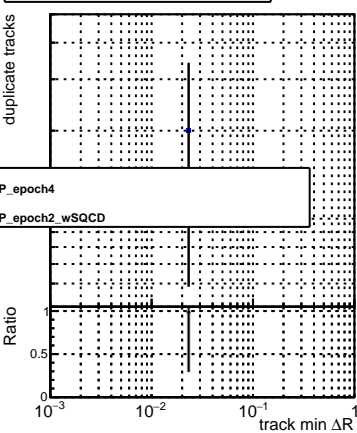 duplicate tracks
P_epoch4
P_epoch2_wSQCD
Ratio
1
0.5
0
10⁻³ 10⁻² 10⁻¹ 1
track min ΔR